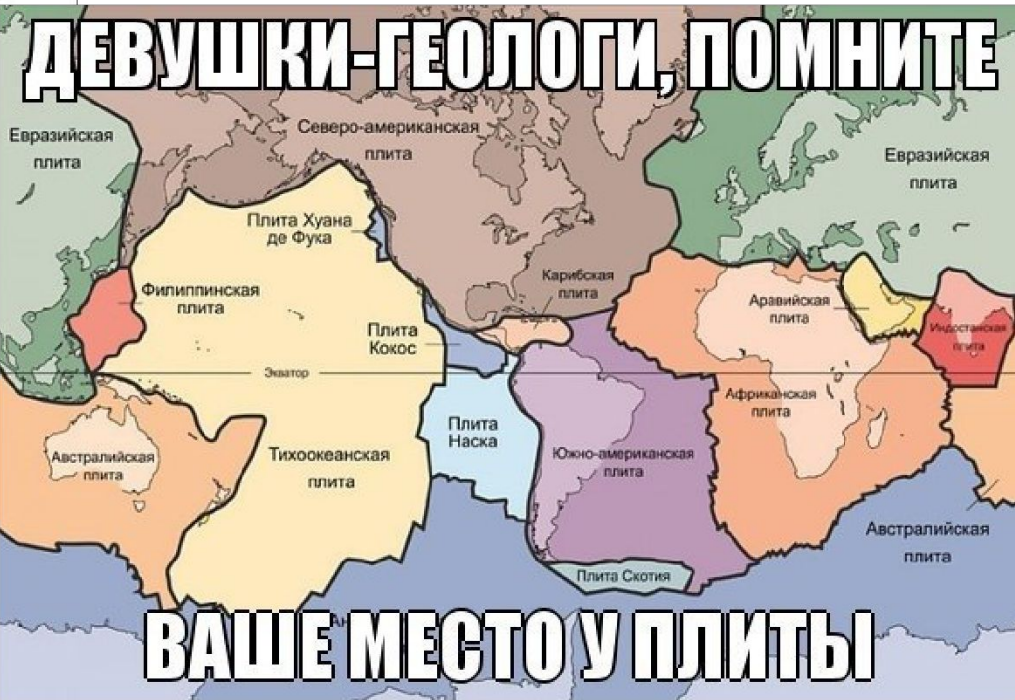 ДЕВУШКИ-ГЕОЛОГИ, ПОМНИТЕ
Евразийская
плита
Северо-американская
плита
Евразийская
плита
Плита Хуана
де Фука
Филиппинская
плита
Карибская
плита
Аравийская
плита
Индостанская
плита
Плита
Кокос
Экватор
Африканская
плита
Плита
Наска
Австралийская
плита
Тихоокеанская
плита
Южно-американская
плита
Австралийская
плита
Плита Скотия
ВАШЕ МЕСТО У ПЛИТЫ